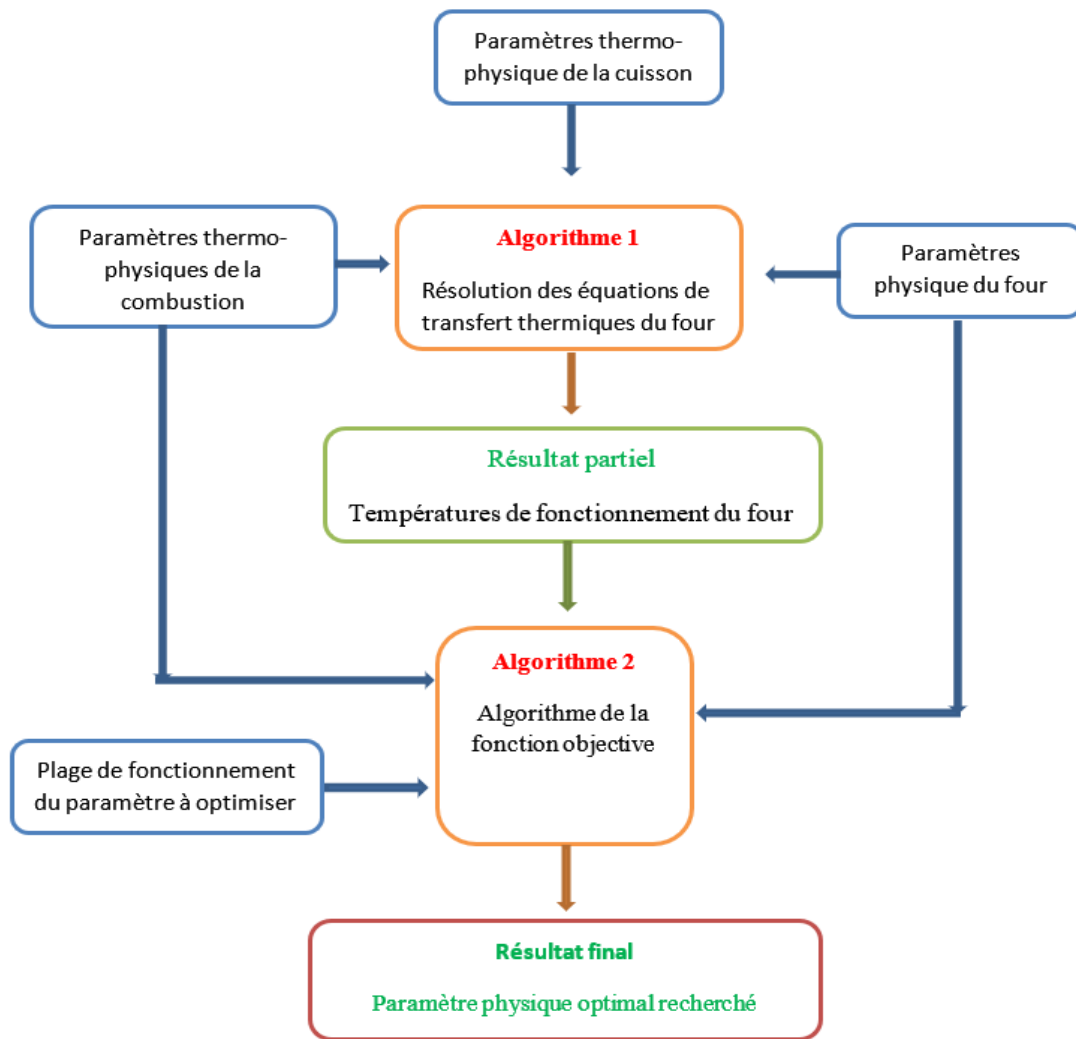 Paramètres thermo-
physique de la cuisson
Paramètres thermo-
physiques de la
combustion
Algorithme 1
Résolution des équations de
transfert thermiques du four
Paramètres
physique du four
Résultat partiel
Températures de fonctionnement du four
Algorithme 2
Algorithme de la
fonction objective
Plage de fonctionnement
du paramètre à optimiser
Résultat final
Paramètre physique optimal recherché